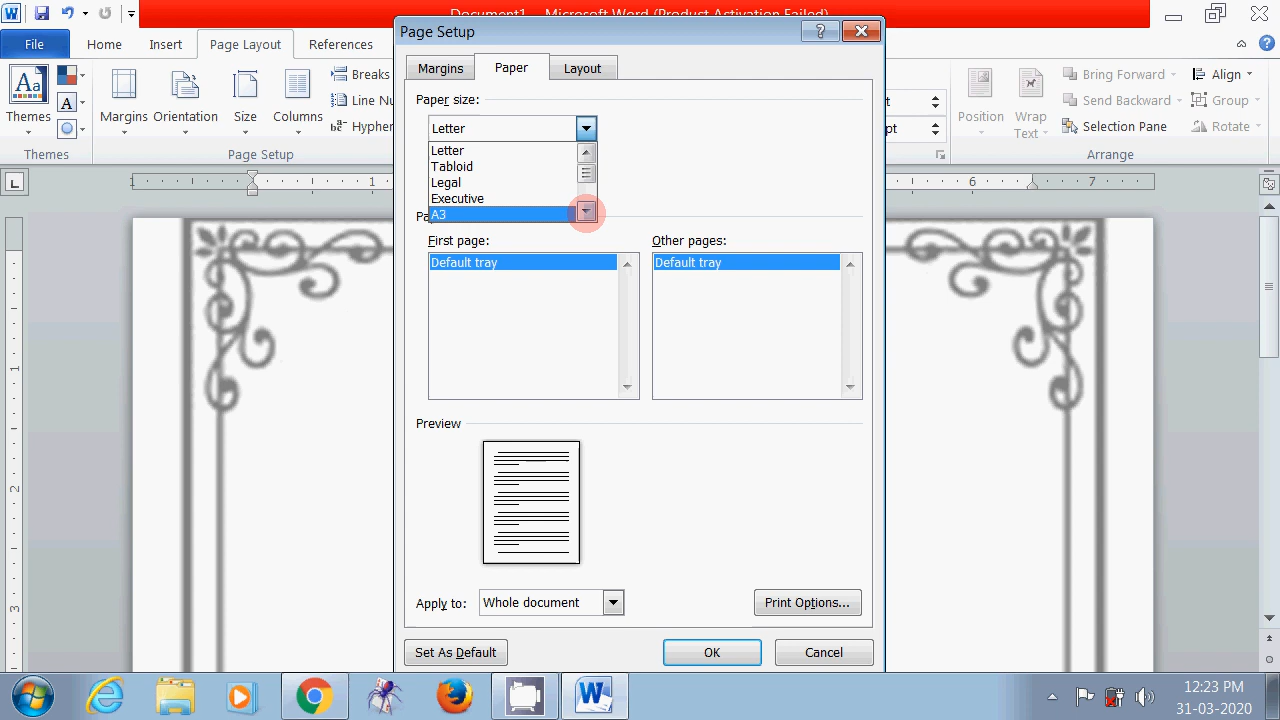 Document1 - Microsoft Word (Product Activation Failed)
File Home Insert Page Layout References
Themes
Margins Orientation Size Columns
Breaks
Line Nu
Hyphen
Themes
Page Setup
Page Setup
Margins Paper Layout
Paper size:
Letter
Letter
Tabloid
Legal
Executive
A3
Pa
First page:
Other pages:
Default tray
Default tray
Preview
Apply to: Whole document
Print Options...
Set As Default OK Cancel
t
pt
Position
Wrap
Text
Bring Forward
Send Backward
Selection Pane
Align
Group
Rotate
Arrange
L
1 1 6 7
1
2
3
12:23 PM
31-03-2020